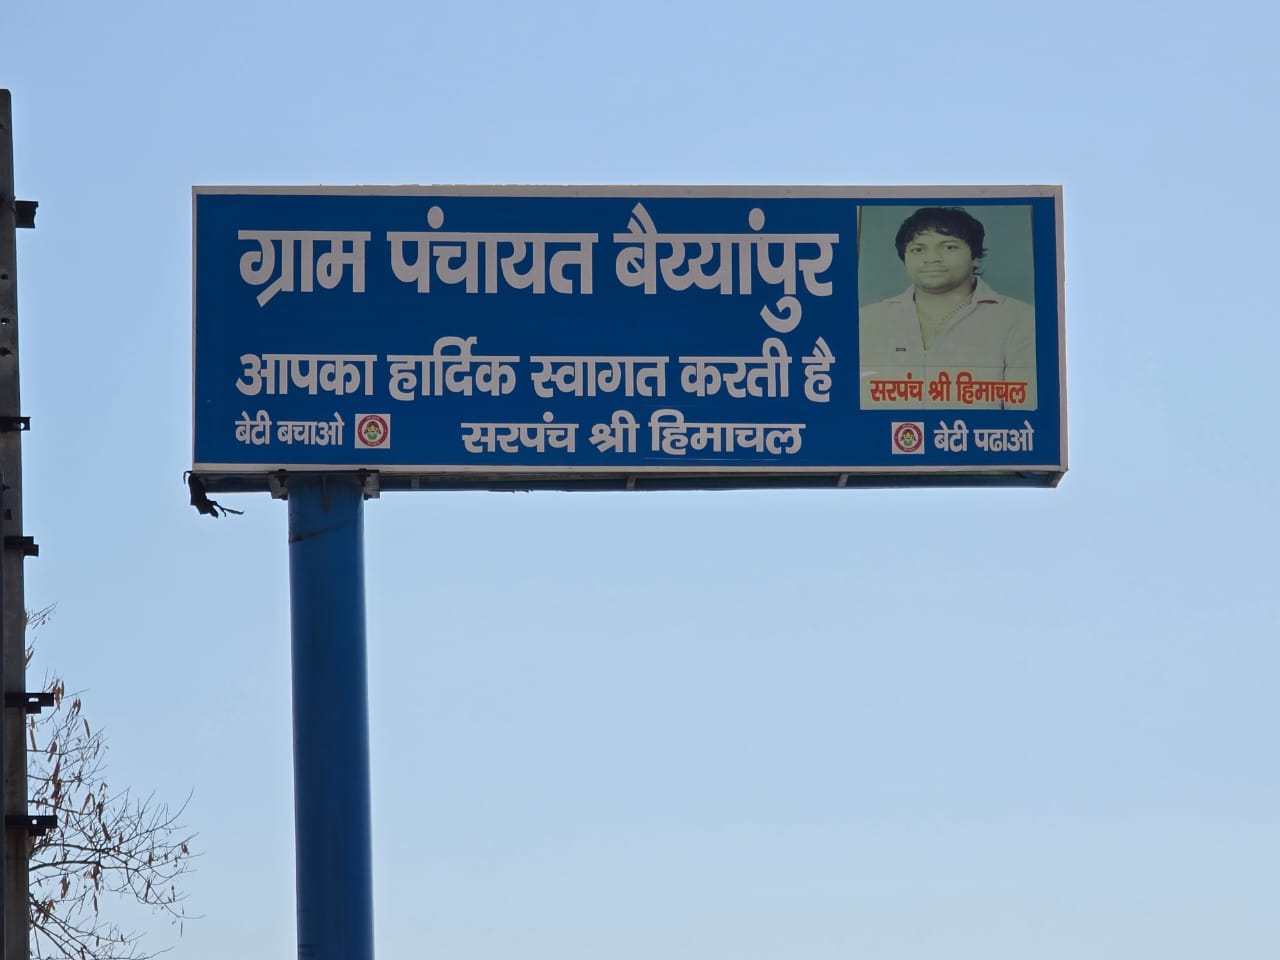 ग्राम पंचायत बैय्यांपुर
आपका हार्दिक स्वागत करती है
सरपंच श्री हिमाचल
बेटी बचाओ
सरपंच श्री हिमाचल
बेटी पढाओ